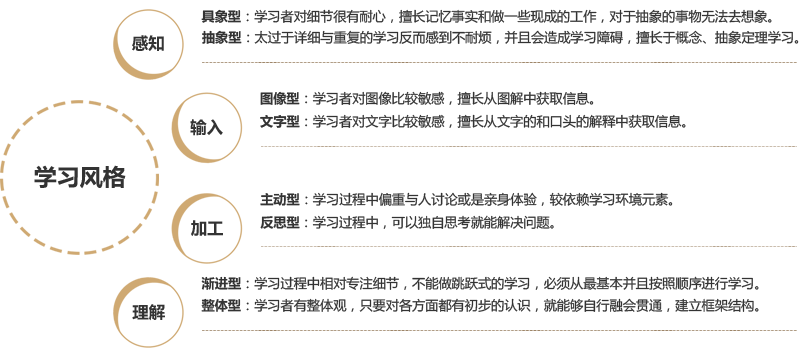 学习风格
感知
具象型：学习者对细节很有耐心，擅长记忆事实和做一些现成的工作，对于抽象的事物无法去想象。
抽象型：太过于详细与重复的学习反而感到不耐烦，并且会造成学习障碍，擅长于概念、抽象定理学习。
输入
图像型：学习者对图像比较敏感，擅长从图解中获取信息。
文字型：学习者对文字比较敏感，擅长从文字的和口头的解释中获取信息。
加工
主动型：学习过程中偏重与人讨论或是亲身体验，较依赖学习环境元素。
反思型：学习过程中，可以独自思考就能解决问题。
理解
渐进型：学习过程中相对专注细节，不能做跳跃式的学习，必须从最基本并且按照顺序进行学习。
整体型：学习者有整体观，只要对各方面都有初步的认识，就能够自行融会贯通，建立框架结构。